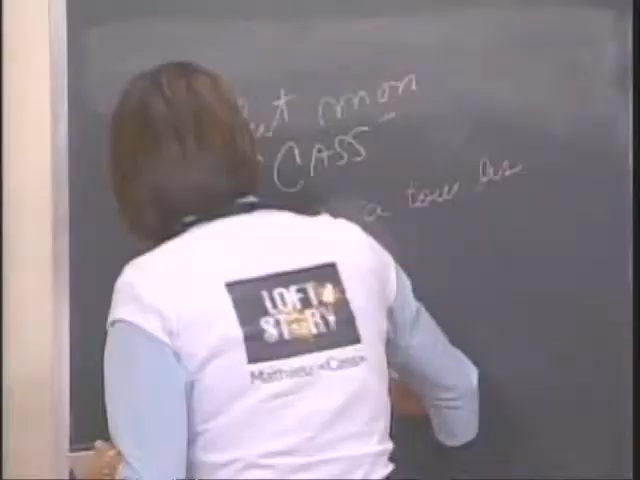 mon
"CASS"
a tous les
LOFT
STORY
Mathieu «Cass»